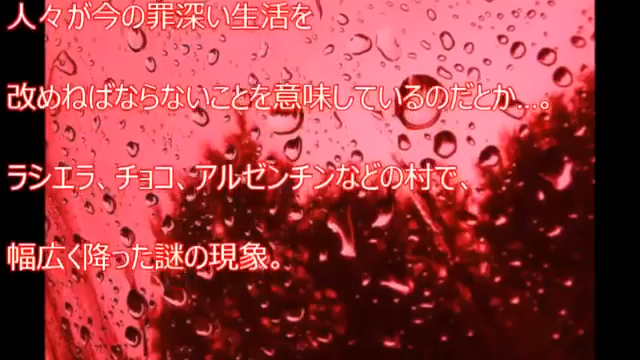 人々が今の罪深い生活を
改めねばならないことを意味しているのだとか…。
ラシエラ、チョコ、アルゼンチンなどの村で、
幅広く降った謎の現象。